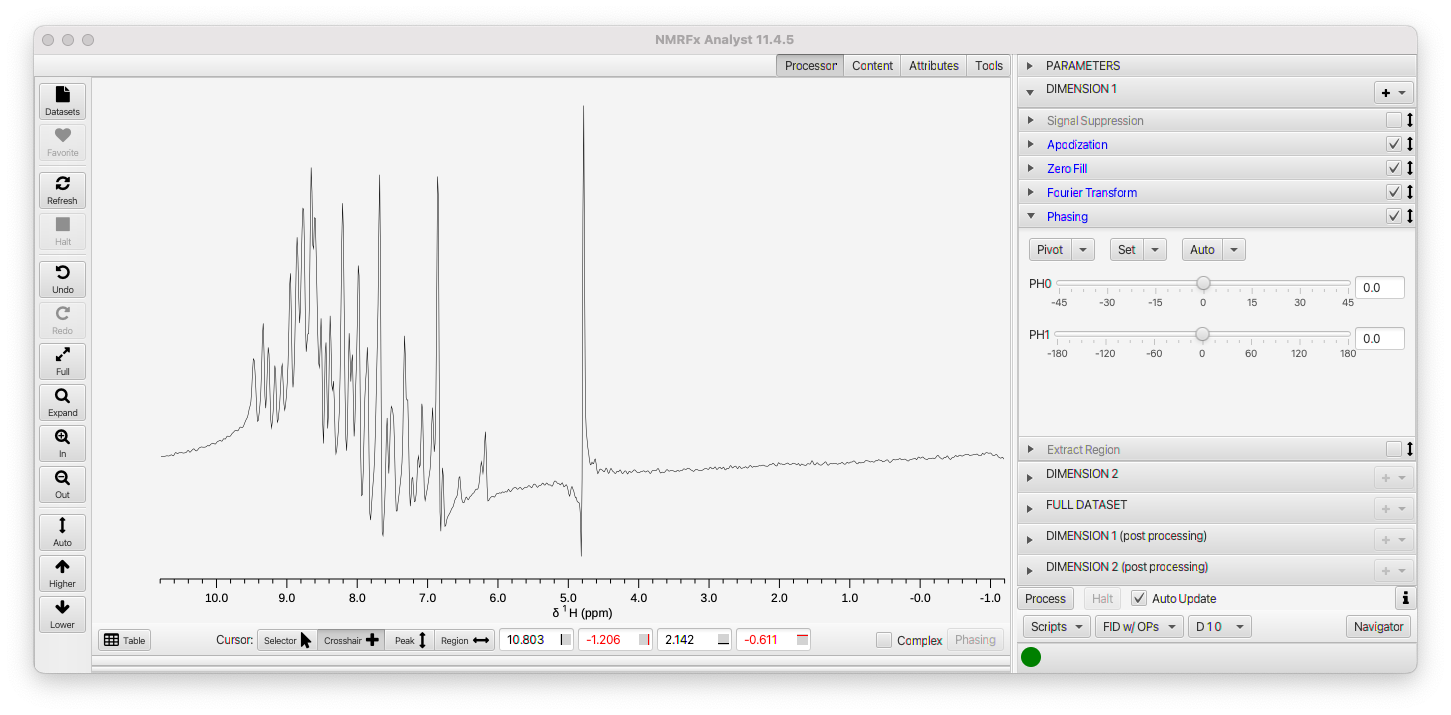 NMRFx Analyst 11.4.5
Processor Content Attributes Tools
Datasets
Favorite
Refresh
Halt
Undo
Redo
Full
Expand
In
Out
Auto
Higher
Lower
10.0 9.0 8.0 7.0 6.0 5.0 4.0 3.0 2.0 1.0 -0.0 -1.0
δ 1 H (ppm)
Table Cursor: Selector Crosshair Peak Region 10.803 -1.206 2.142 -0.611 Complex Phasing
PARAMETERS
DIMENSION 1
Signal Suppression
Apodization
Zero Fill
Fourier Transform
Phasing
Pivot Set Auto
PH0 0.0
-45 -30 -15 0 15 30 45
PH1 0.0
-180 -120 -60 0 60 120 180
Extract Region
DIMENSION 2
FULL DATASET
DIMENSION 1 (post processing)
DIMENSION 2 (post processing)
Process Halt Auto Update
Scripts FID w/ OPs D 1 0 Navigator